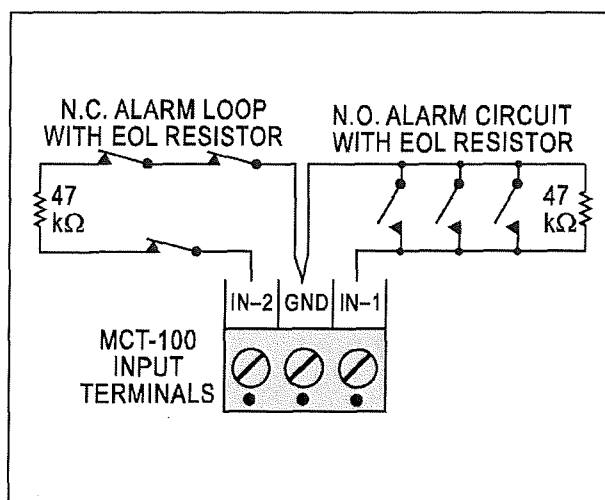 N.C. ALARM LOOP
WITH EOL RESISTOR
N.O. ALARM CIRCUIT
WITH EOL RESISTOR
47
kΩ
47
kΩ
IN–2 GND IN–1
MCT-100
INPUT
TERMINALS